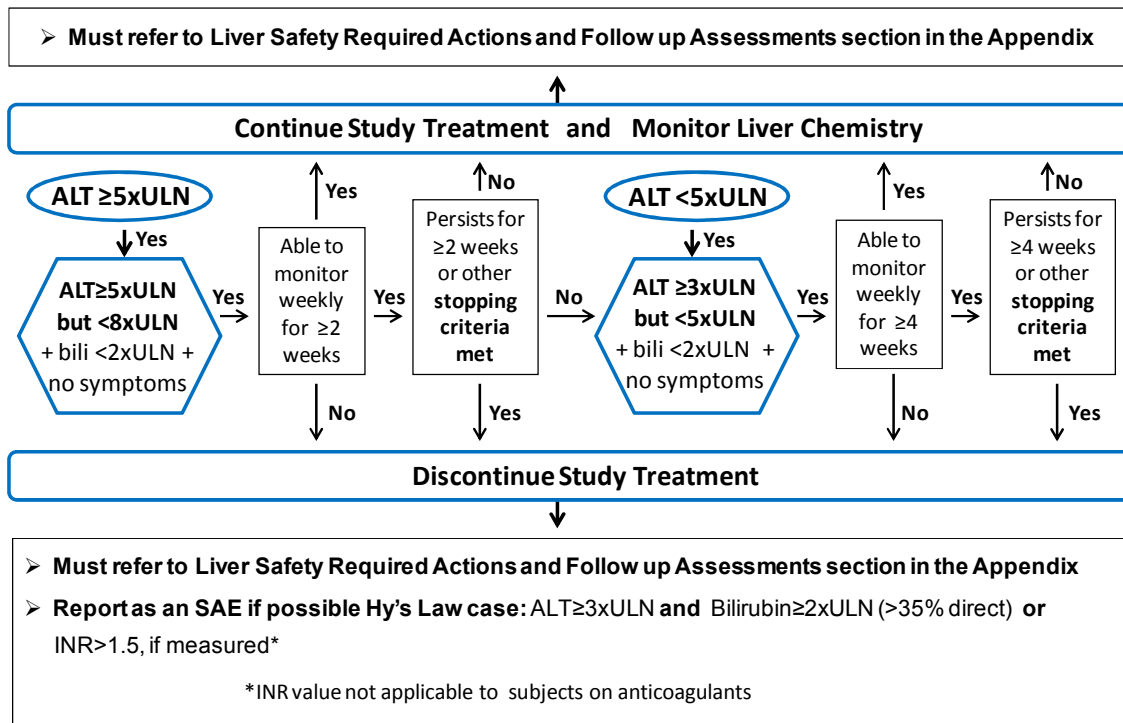 ➢ Must refer to Liver Safety Required Actions and Follow up Assessments section in the Appendix
Continue Study Treatment and Monitor Liver Chemistry
ALT ≥5xULN
Yes
ALT≥5xULN
but <8xULN
+ bili <2xULN +
no symptoms
Yes
Yes
Able to
monitor
weekly
for ≥2
weeks
No
Yes
No
Persists for
≥2 weeks
or other
stopping
criteria
met
Yes
No
ALT <5xULN
Yes
ALT ≥3xULN
but <5xULN
+ bili <2xULN +
no symptoms
Yes
Yes
Able to
monitor
weekly
for ≥4
weeks
No
Yes
No
Persists for
≥4 weeks
or other
stopping
criteria
met
Yes
Discontinue Study Treatment
➢ Must refer to Liver Safety Required Actions and Follow up Assessments section in the Appendix
➢ Report as an SAE if possible Hy's Law case: ALT≥3xULN and Bilirubin≥2xULN (>35% direct) or
INR>1.5, if measured*
*INR value not applicable to subjects on anticoagulants